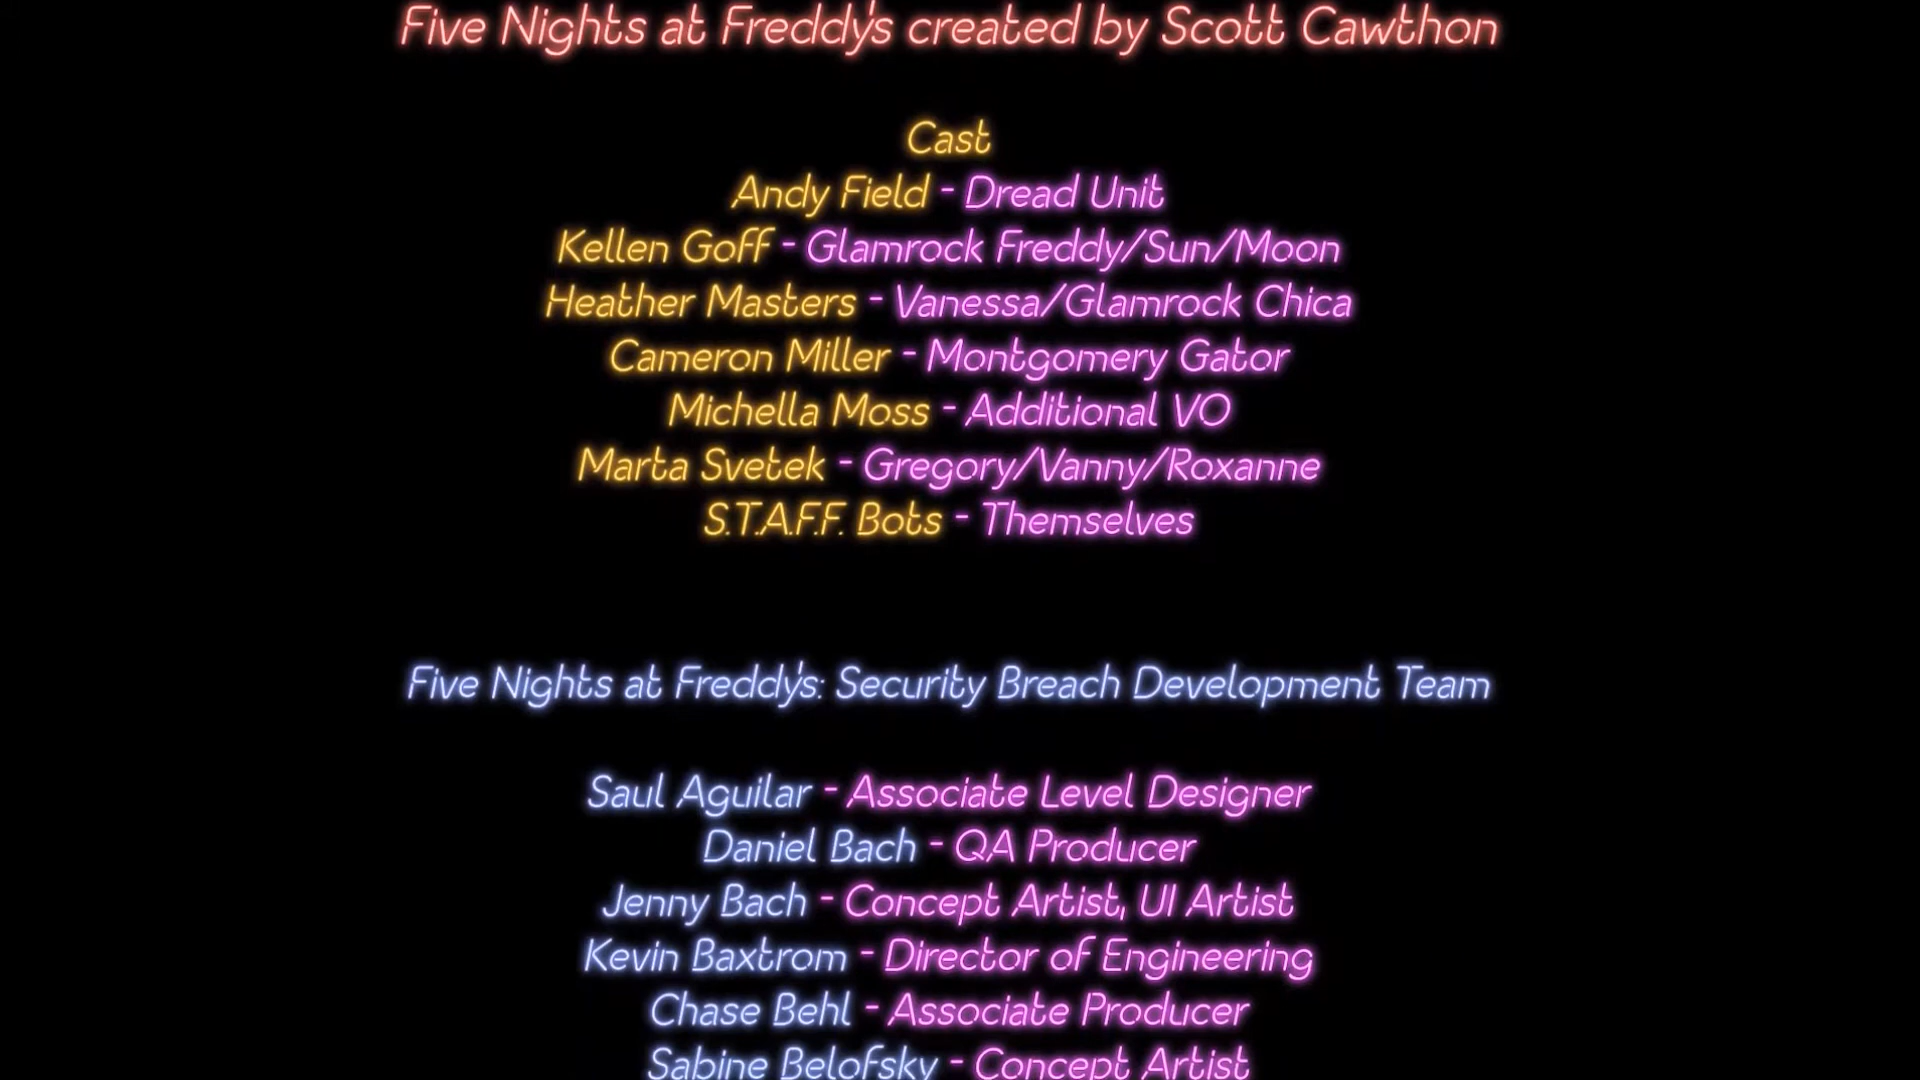 Five Nights at Freddy's created by Scott Cawthon
Cast
Andy Field - Dread Unit
Kellen Goff - Glamrock Freddy/Sun/Moon
Heather Masters - Vanessa/Glamrock Chica
Cameron Miller - Montgomery Gator
Michella Moss - Additional VO
Marta Svetek - Gregory/Vanny/Roxanne
S.T.A.F.F. Bots - Themselves
Five Nights at Freddy's: Security Breach Development Team
Saul Aguilar - Associate Level Designer
Daniel Bach - QA Producer
Jenny Bach - Concept Artist, UI Artist
Kevin Baxtrom - Director of Engineering
Chase Behl - Associate Producer
Sabine Belofsky - Concept Artist